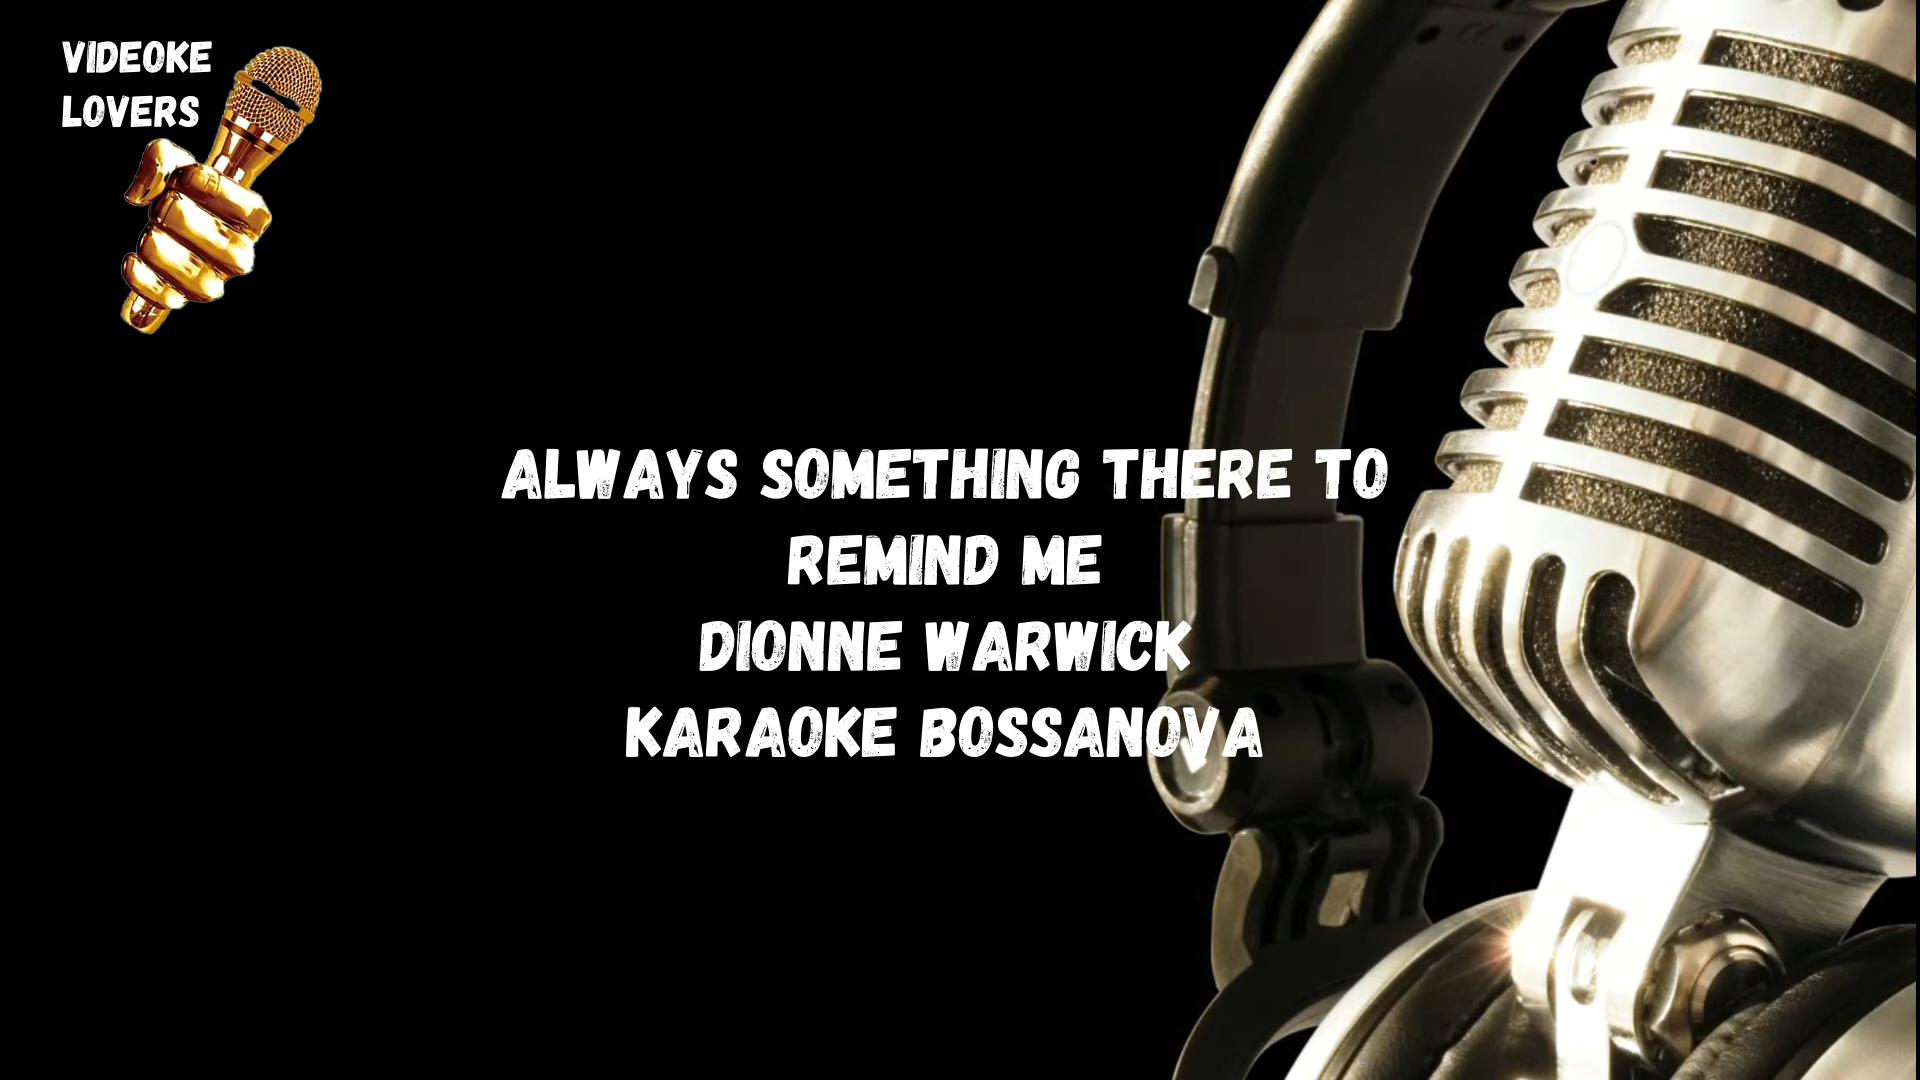 VIDEOKE
LOVERS
ALWAYS SOMETHING THERE TO
REMIND ME
DIONNE WARWICK
KARAOKE BOSSANOVA